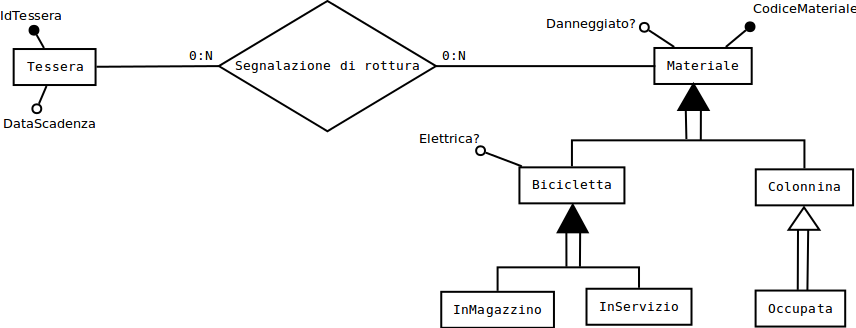 IdTessera
CodiceMateriale
Danneggiato?
0:N
0:N
Tessera
Segnalazione di rottura
Materiale
DataScadenza
Elettrica?
Bicicletta
Colonnina
InMagazzino
InServizio
Occupata